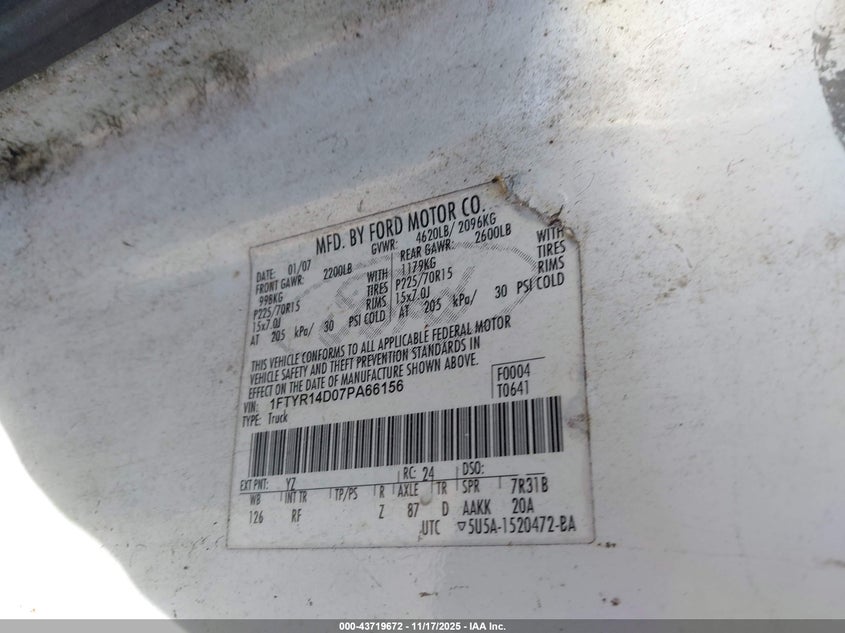 MFD. BY FORD MOTOR CO.
DATE: 01/07 GVWR: 4620LB/ 2096KG
FRONT GAWR: 2200LB REAR GAWR: 2600LB
998KG WITH 1179KG WITH
P225/70R15 TIRES P225/70R15 TIRES
15x7.0J RIMS 15x7.0J RIMS
AT 205 kPa/ 30 PSI COLD AT 205 kPa/ 30 PSI COLD
THIS VEHICLE CONFORMS TO ALL APPLICABLE FEDERAL MOTOR
VEHICLE SAFETY AND THEFT PREVENTION STANDARDS IN
EFFECT ON THE DATE OF MANUFACTURE SHOWN ABOVE.
VIN: 1FTYR14D07PA66156 F0004
TYPE: Truck T0641
EXT PNT: YZ RC: 24 DSO:
WB INT TR TP/PS R AXLE TR SPR 7R31B
126 RF Z 87 D AAKK 20A
UTC ▽5U5A-1520472-BA
000-43719672 | 11/17/2025 - IAA Inc.